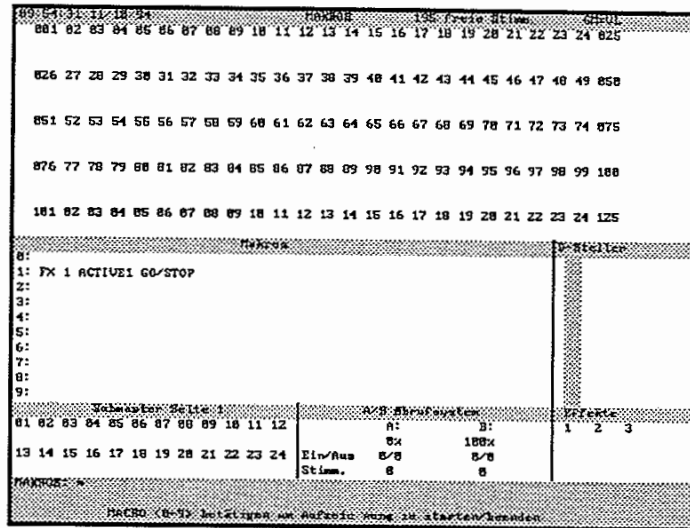 09:54:31 11-18-94 MAKROS 195 freie Stimm. GM=UL
001 02 03 04 05 06 07 08 09 10 11 12 13 14 15 16 17 18 19 20 21 22 23 24 025
026 27 28 29 30 31 32 33 34 35 36 37 38 39 40 41 42 43 44 45 46 47 48 49 050
051 52 53 54 55 56 57 58 59 60 61 62 63 64 65 66 67 68 69 70 71 72 73 74 075
076 77 78 79 80 81 82 83 84 85 86 87 88 89 90 91 92 93 94 95 96 97 98 99 100
101 02 03 04 05 06 07 08 09 10 11 12 13 14 15 16 17 18 19 20 21 22 23 24 125
Makros D-Steller
0:
1: FX 1 ACTIVE1 GO/STOP
2:
3:
4:
5:
6:
7:
8:
9:
Submaster Seite 1 A/B Abrufsystem Effekte
01 02 03 04 05 06 07 08 09 10 11 12 A: B: 1 2 3
0% 100%
13 14 15 16 17 18 19 20 21 22 23 24 Ein/Aus 0/0 0/0
Stimm. 0 0
MAKROS: *
MACRO (0-9) betätigen um Aufzeichnung zu starten/beenden